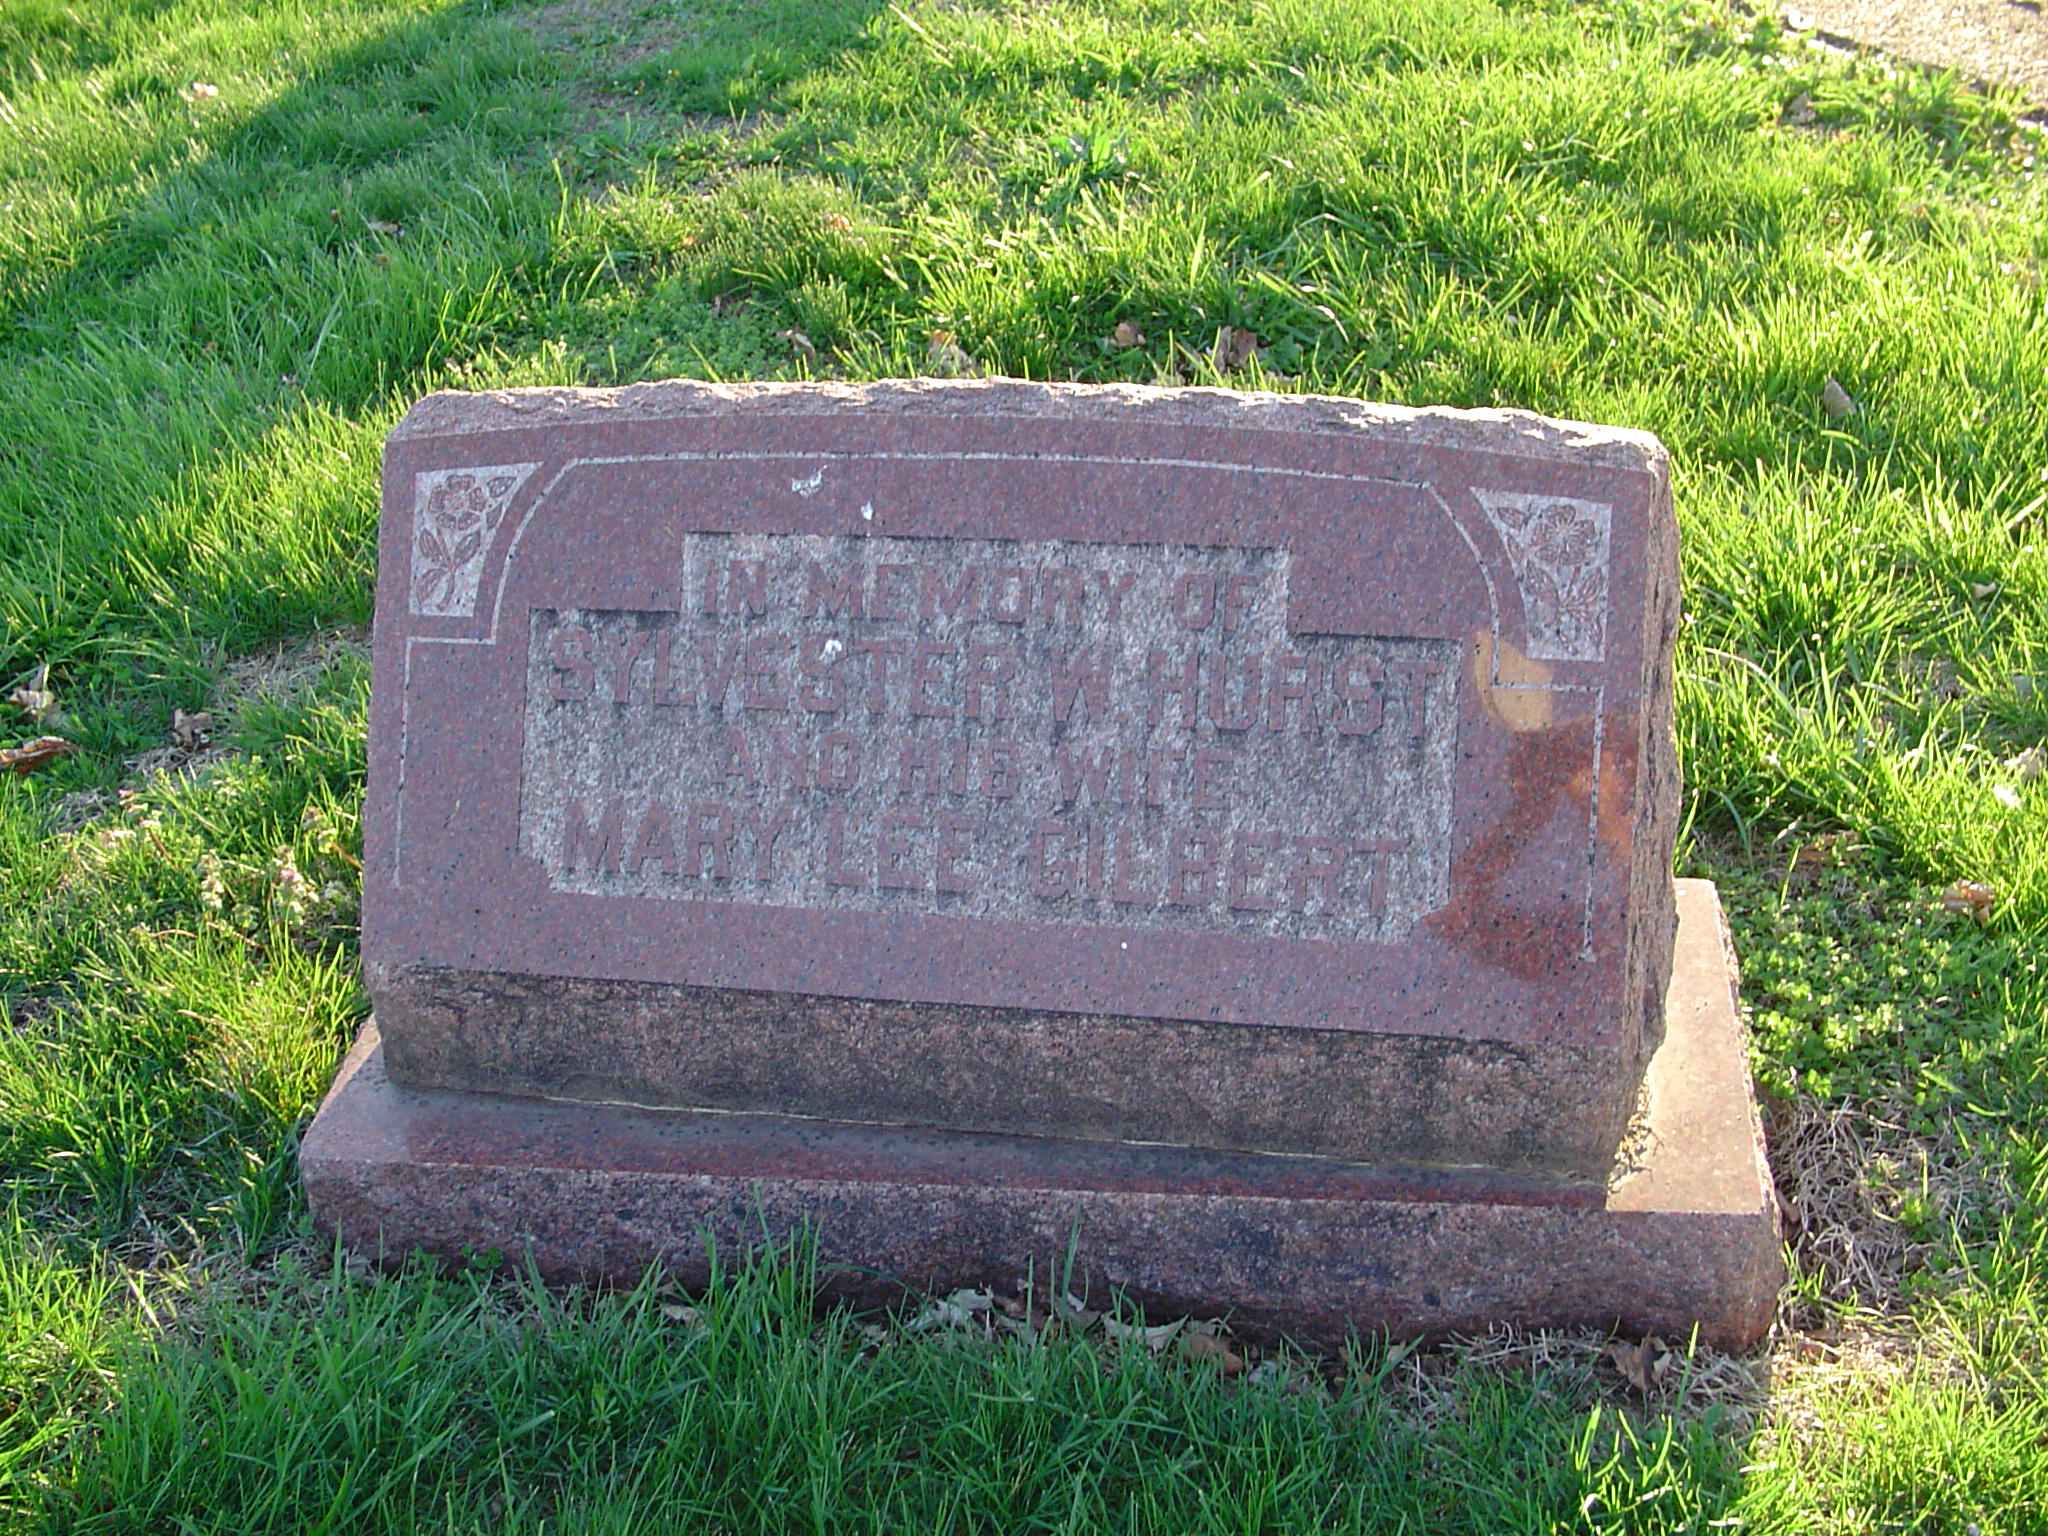 IN MEMORY OF
SYLVESTER W. HURST
AND HIS WIFE
MARY LEE GILBERT